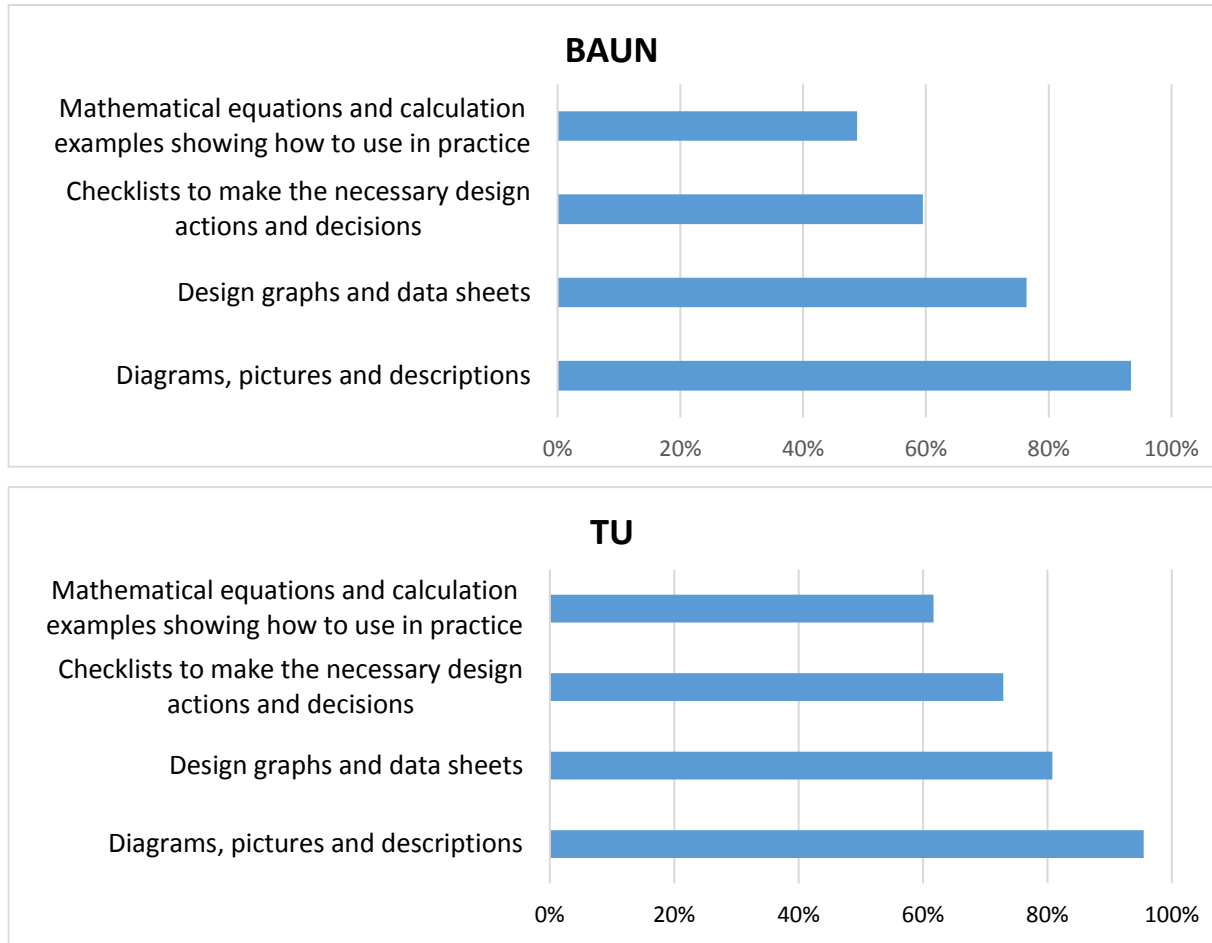 BAUN
Mathematical equations and calculation
examples showing how to use in practice
Checklists to make the necessary design
actions and decisions
Design graphs and data sheets
Diagrams, pictures and descriptions
0% 20% 40% 60% 80% 100%
TU
Mathematical equations and calculation
examples showing how to use in practice
Checklists to make the necessary design
actions and decisions
Design graphs and data sheets
Diagrams, pictures and descriptions
0% 20% 40% 60% 80% 100%